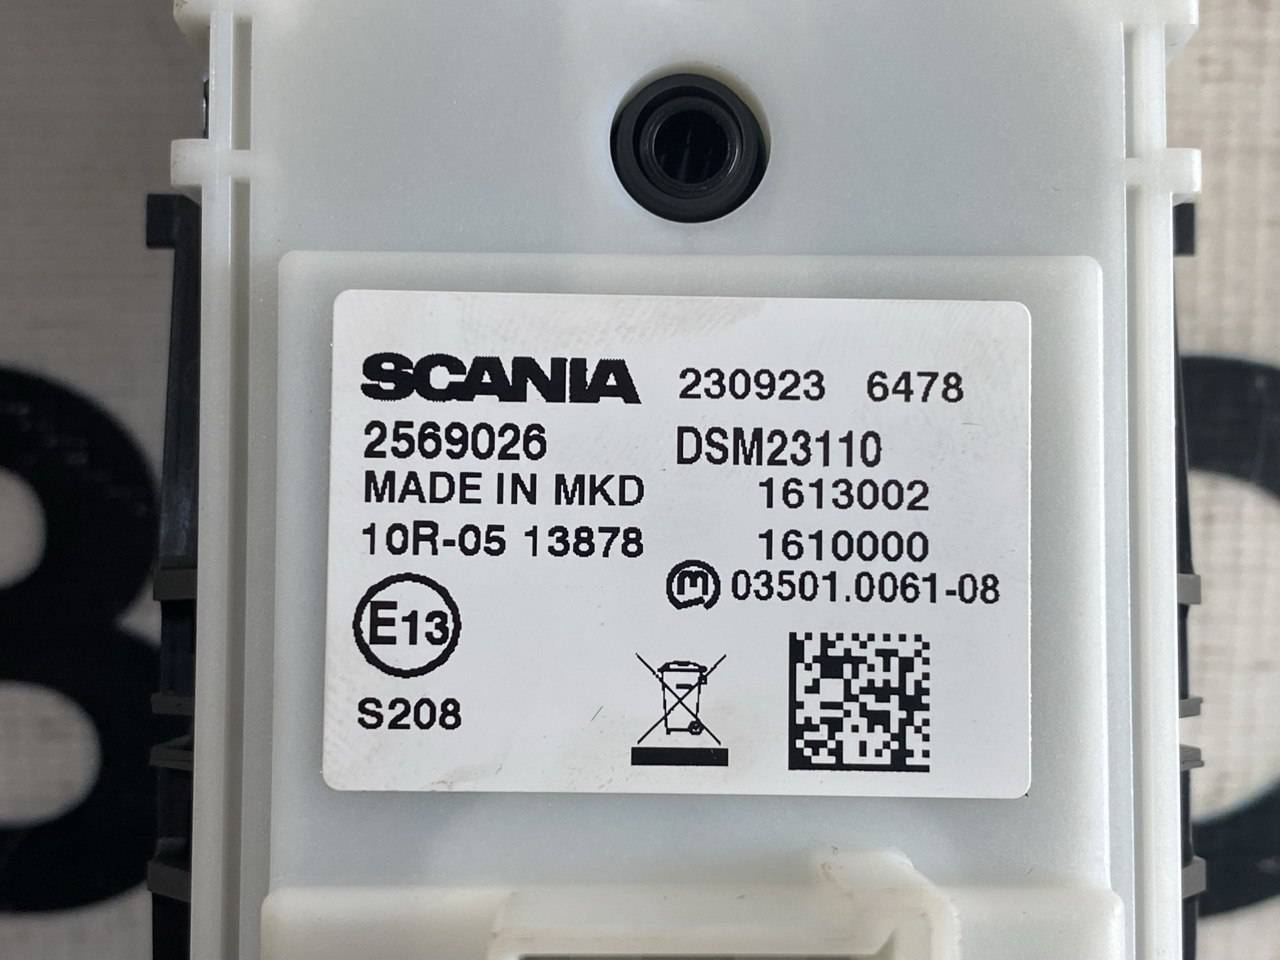 SCANIA 230923 6478
2569026 DSM23110
MADE IN MKD 1613002
10R-05 13878 1610000
m 03501.0061-08
E13
S208